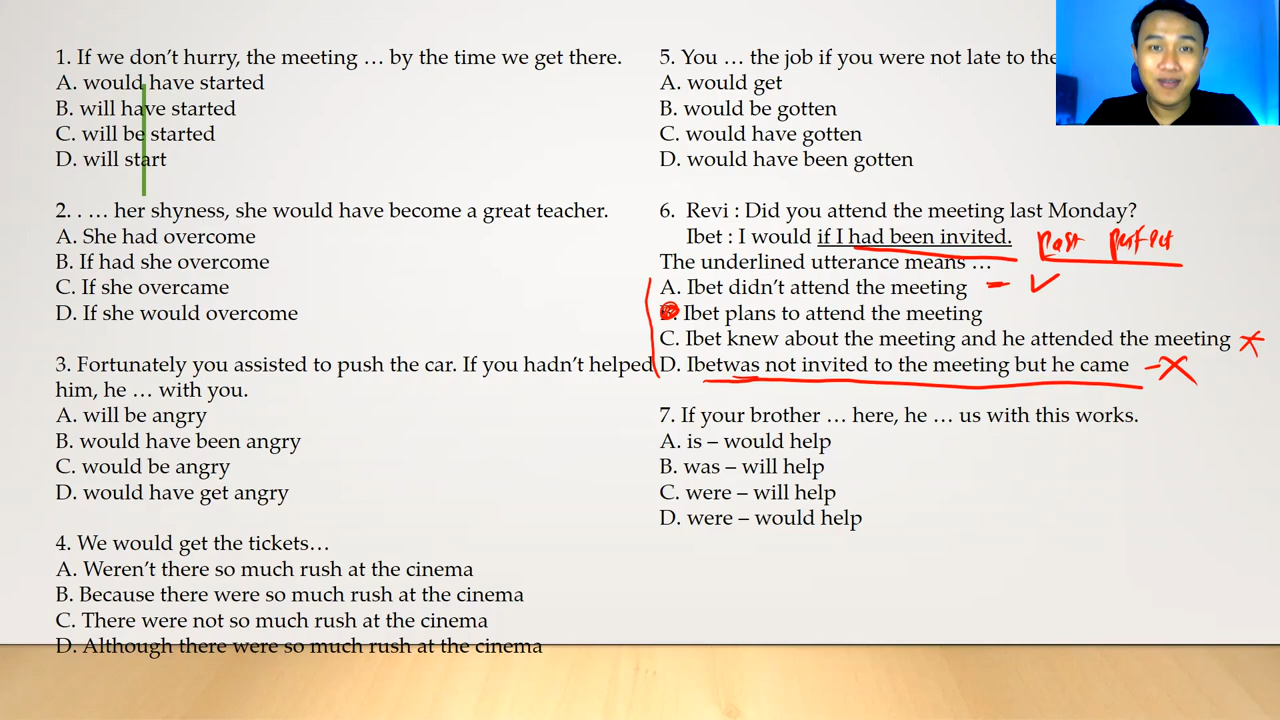 1. If we don't hurry, the meeting … by the time we get there.
A. would have started
B. will have started
C. will be started
D. will start
2. . … her shyness, she would have become a great teacher.
A. She had overcome
B. If had she overcome
C. If she overcame
D. If she would overcome
3. Fortunately you assisted to push the car. If you hadn't helped
him, he … with you.
A. will be angry
B. would have been angry
C. would be angry
D. would have get angry
4. We would get the tickets…
A. Weren't there so much rush at the cinema
B. Because there were so much rush at the cinema
C. There were not so much rush at the cinema
D. Although there were so much rush at the cinema
5. You … the job if you were not late to the
A. would get
B. would be gotten
C. would have gotten
D. would have been gotten
6. Revi : Did you attend the meeting last Monday?
Ibet : I would if I had been invited. past perfect
The underlined utterance means …
A. Ibet didn't attend the meeting
Ibet plans to attend the meeting
C. Ibet knew about the meeting and he attended the meeting
D. Ibetwas not invited to the meeting but he came
7. If your brother … here, he … us with this works.
A. is – would help
B. was – will help
C. were – will help
D. were – would help